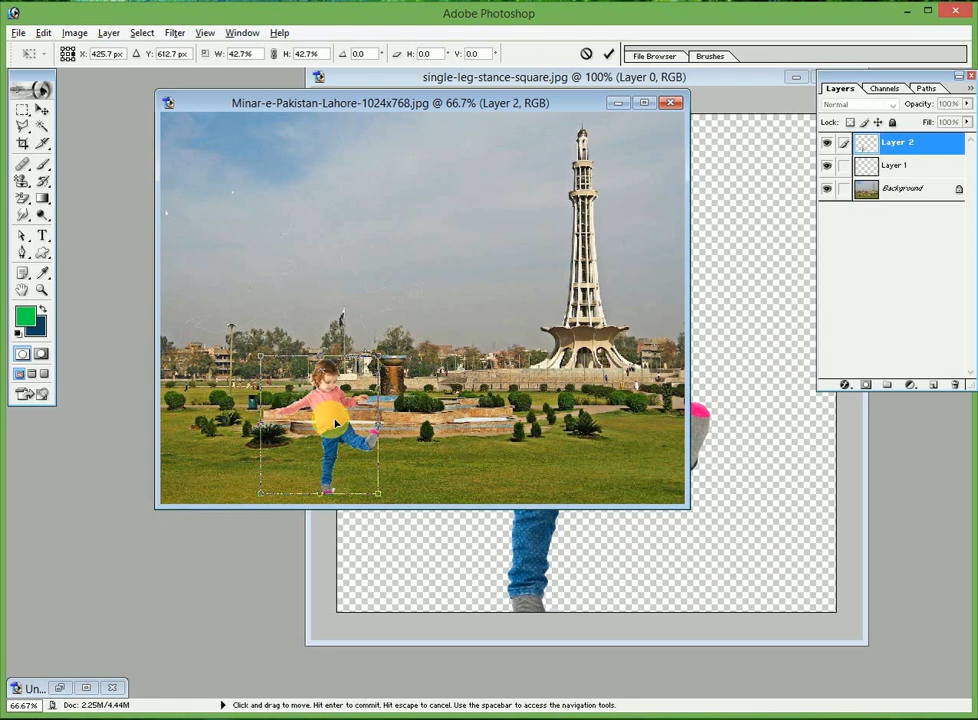 Adobe Photoshop
File Edit Image Layer Select Filter View Window Help
X: 425.7 px Y: 612.7 px W: 42.7% H: 42.7% 0.0 ° H: 0.0 ° V: 0.0 °
File Browser Brushes
single-leg-stance-square.jpg @ 100% (Layer 0, RGB)
Minar-e-Pakistan-Lahore-1024x768.jpg @ 66.7% (Layer 2, RGB)
Layers Channels Paths
Normal Opacity: 100%
Lock: Fill: 100%
Layer 2
Layer 1
Background
T
Un...
66.67% Doc: 2.25M/4.44M Click and drag to move. Hit enter to commit. Hit escape to cancel. Use the spacebar to access the navigation tools.